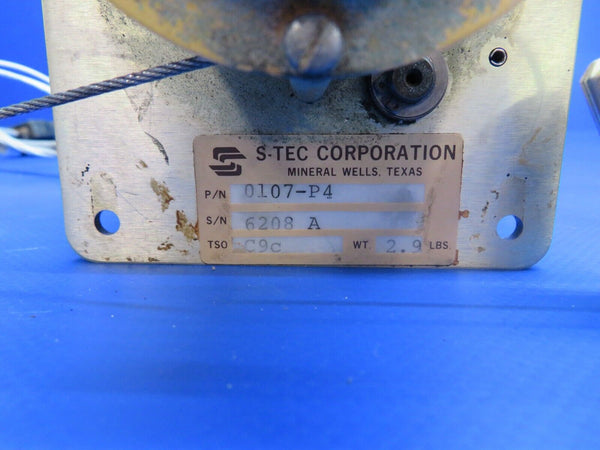 S-TEC CORPORATION
MINERAL WELLS, TEXAS
P/N 0107-P4
S/N 6208 A
TSO C9c WT. 2.9 LBS.